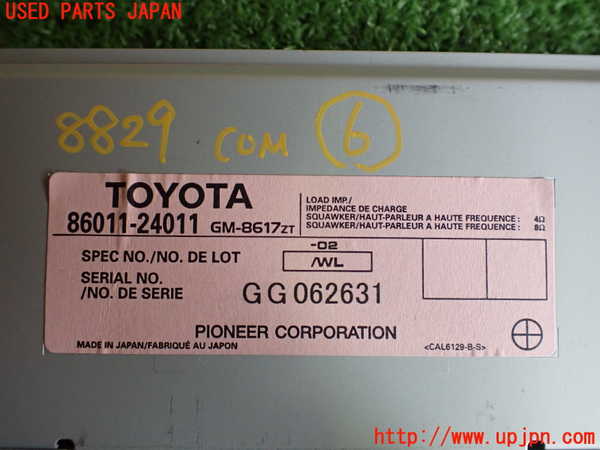 USED PARTS JAPAN
8829 COM 6
TOYOTA
86011-24011 GM-8617ZT
LOAD IMP./
IMPEDANCE DE CHARGE
SQUAWKER/HAUT-PARLEUR A HAUTE FREQUENCE : 4Ω
SQUAWKER/HAUT-PARLEUR A HAUTE FREQUENCE : 8Ω
SPEC NO./NO. DE LOT
-02
/WL
SERIAL NO.
/NO. DE SERIE
GG062631
PIONEER CORPORATION
MADE IN JAPAN/FABRIQUÉ AU JAPON
<CAL6129-B-S>
http://www.upjpn.com/